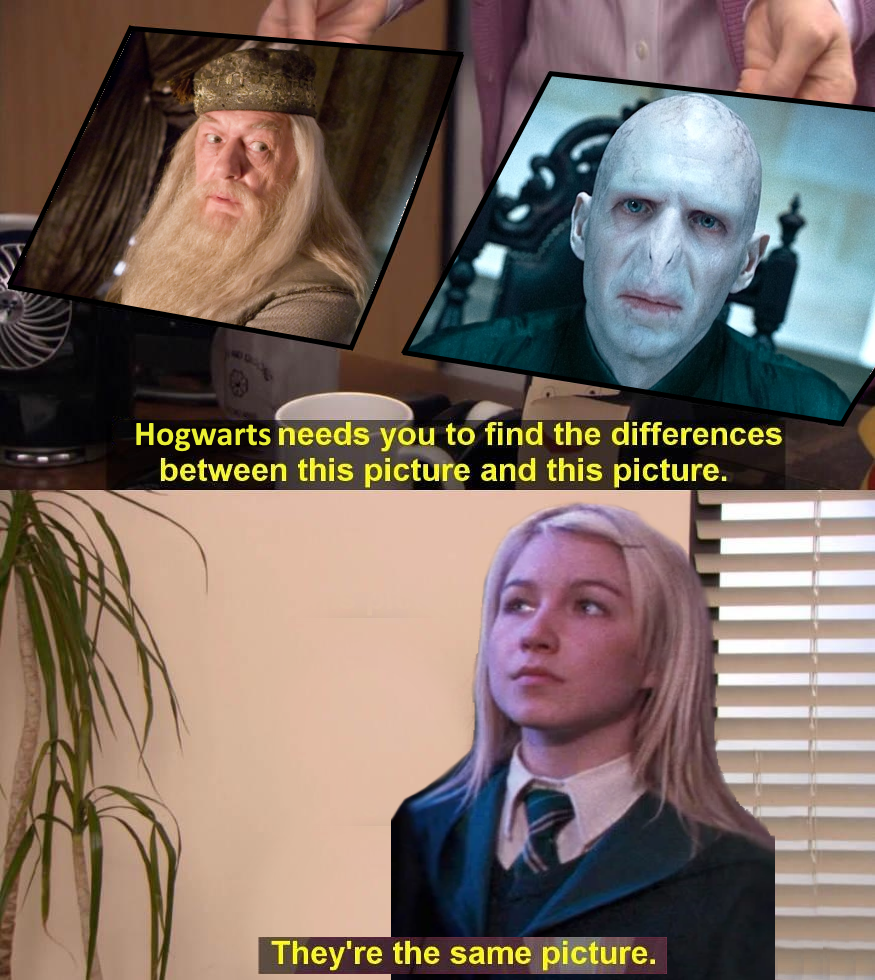 Hogwarts needs you to find the differences
between this picture and this picture.
They're the same picture.